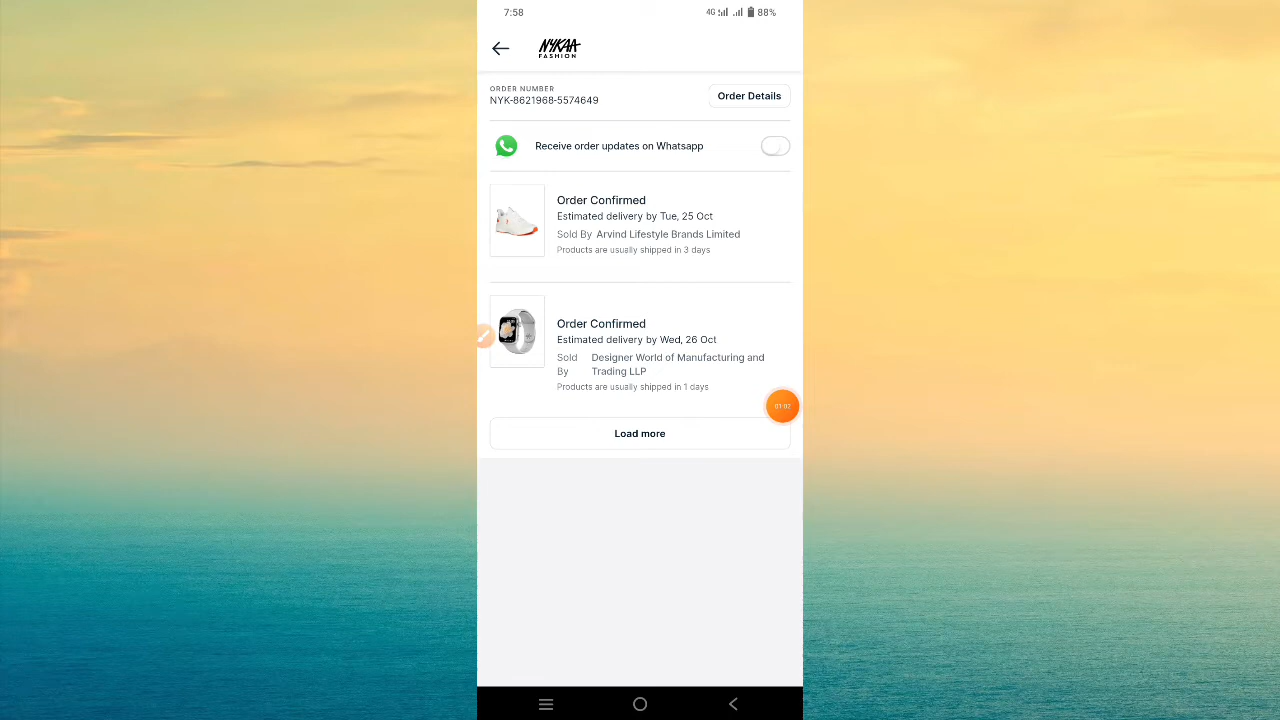 7:58
4G 88%
NYKAA
FASHION
ORDER NUMBER
NYK-8621968-5574649
Order Details
Receive order updates on Whatsapp
Order Confirmed
Estimated delivery by Tue, 25 Oct
Sold By Arvind Lifestyle Brands Limited
Products are usually shipped in 3 days
Order Confirmed
Estimated delivery by Wed, 26 Oct
Sold By Designer World of Manufacturing and
Trading LLP
Products are usually shipped in 1 days
01:02
Load more